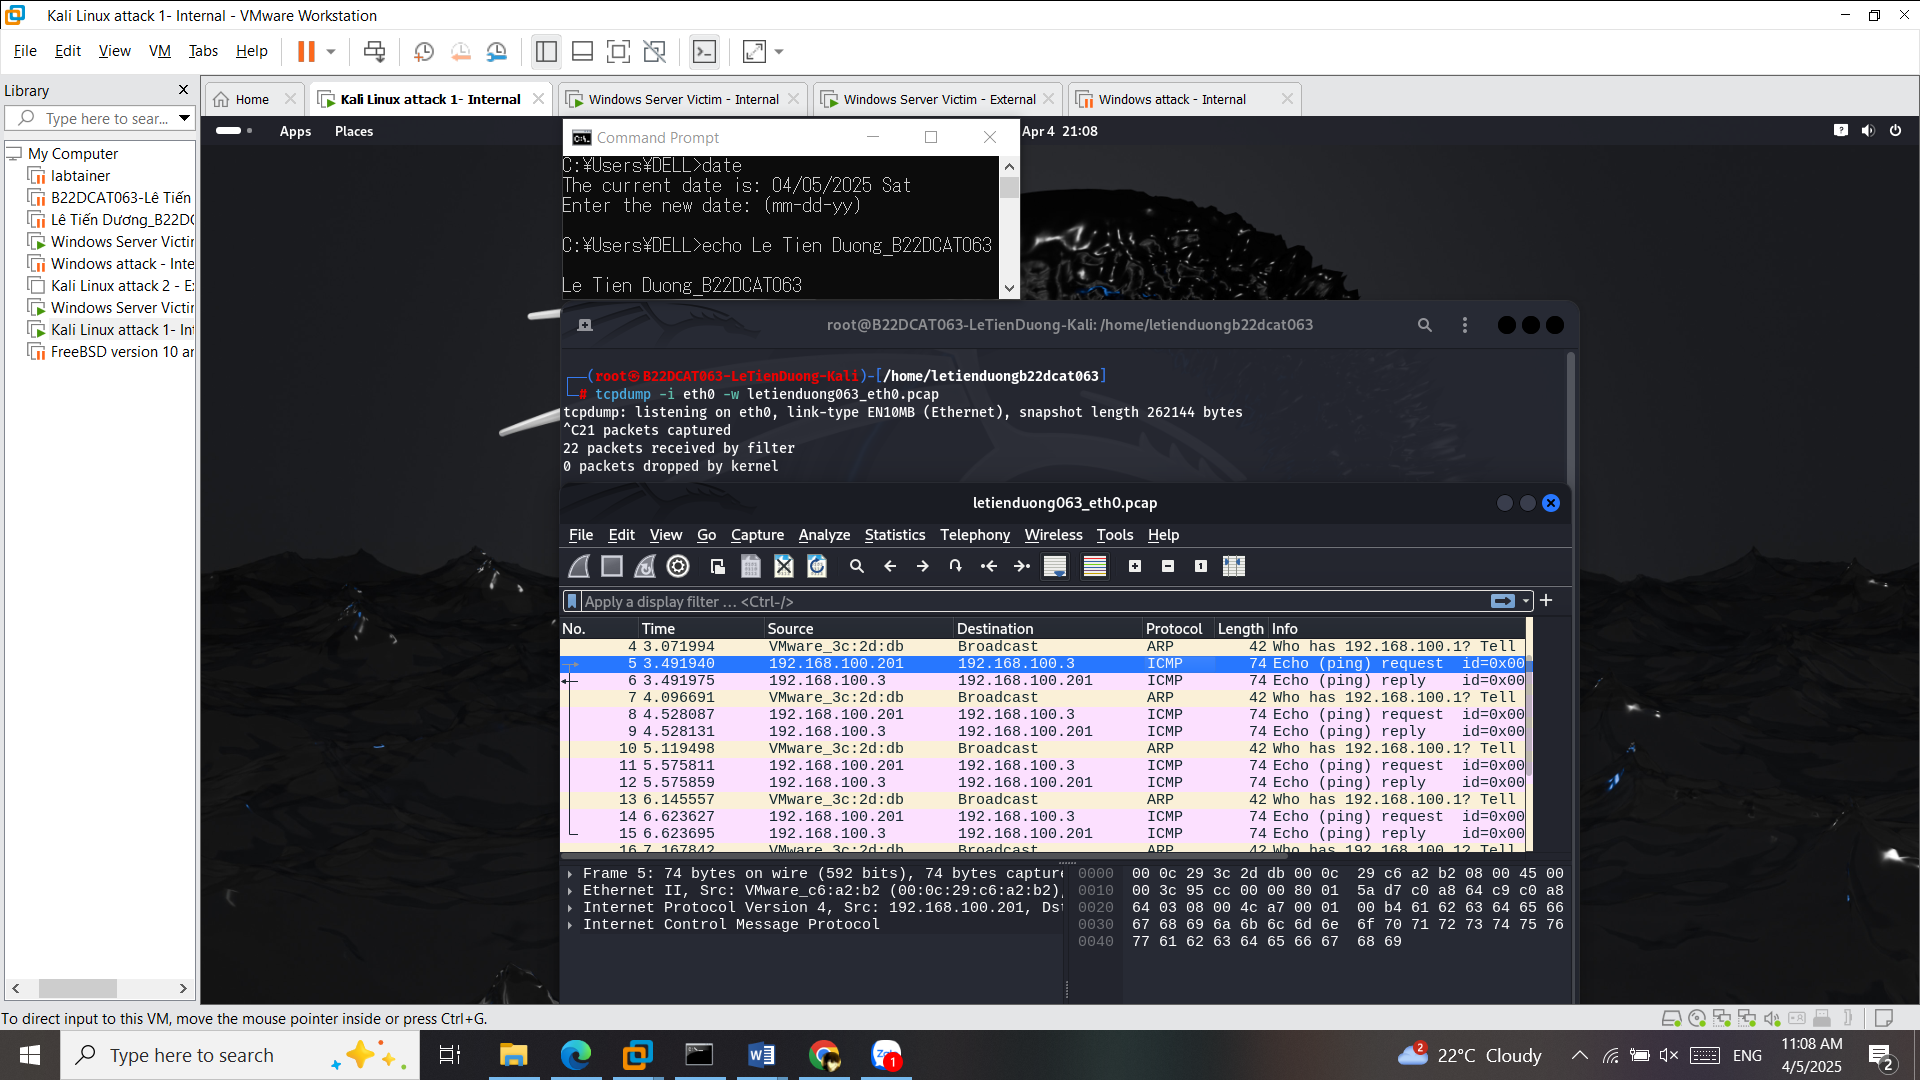 Kali Linux attack 1- Internal - VMware Workstation
File Edit View VM Tabs Help
Library
Type here to sear...
My Computer
labtainer
B22DCAT063-Lê Tiến
Lê Tiến Dương_B22DC
Windows Server Victir
Windows attack - Inte
Kali Linux attack 2 - E
Windows Server Victir
Kali Linux attack 1- Int
FreeBSD version 10 ar
Home
Kali Linux attack 1- Internal
Windows Server Victim - Internal
Windows Server Victim - External
Windows attack - Internal
Apps Places
Apr 4 21:08
Command Prompt
C:¥Users¥DELL>date
The current date is: 04/05/2025 Sat
Enter the new date: (mm-dd-yy)
C:¥Users¥DELL>echo Le Tien Duong_B22DCAT063
Le Tien Duong_B22DCAT063
root@B22DCAT063-LeTienDuong-Kali: /home/letienduongb22dcat063
┌──(root㉿B22DCAT063-LeTienDuong-Kali)-[/home/letienduongb22dcat063]
└─# tcpdump -i eth0 -w letienduong063_eth0.pcap
tcpdump: listening on eth0, link-type EN10MB (Ethernet), snapshot length 262144 bytes
^C21 packets captured
22 packets received by filter
0 packets dropped by kernel
letienduong063_eth0.pcap
File Edit View Go Capture Analyze Statistics Telephony Wireless Tools Help
Apply a display filter … <Ctrl-/>
No. Time Source Destination Protocol Length Info
4 3.071994 VMware_3c:2d:db Broadcast ARP 42 Who has 192.168.100.1? Tell
5 3.491940 192.168.100.201 192.168.100.3 ICMP 74 Echo (ping) request id=0x00
6 3.491975 192.168.100.3 192.168.100.201 ICMP 74 Echo (ping) reply id=0x00
7 4.096691 VMware_3c:2d:db Broadcast ARP 42 Who has 192.168.100.1? Tell
8 4.528087 192.168.100.201 192.168.100.3 ICMP 74 Echo (ping) request id=0x00
9 4.528131 192.168.100.3 192.168.100.201 ICMP 74 Echo (ping) reply id=0x00
10 5.119498 VMware_3c:2d:db Broadcast ARP 42 Who has 192.168.100.1? Tell
11 5.575811 192.168.100.201 192.168.100.3 ICMP 74 Echo (ping) request id=0x00
12 5.575859 192.168.100.3 192.168.100.201 ICMP 74 Echo (ping) reply id=0x00
13 6.145557 VMware_3c:2d:db Broadcast ARP 42 Who has 192.168.100.1? Tell
14 6.623627 192.168.100.201 192.168.100.3 ICMP 74 Echo (ping) request id=0x00
15 6.623695 192.168.100.3 192.168.100.201 ICMP 74 Echo (ping) reply id=0x00
16 7.167842 VMware_3c:2d:db Broadcast ARP 42 Who has 192.168.100.1? Tell
Frame 5: 74 bytes on wire (592 bits), 74 bytes capture
Ethernet II, Src: VMware_c6:a2:b2 (00:0c:29:c6:a2:b2),
Internet Protocol Version 4, Src: 192.168.100.201, Dst
Internet Control Message Protocol
0000 00 0c 29 3c 2d db 00 0c 29 c6 a2 b2 08 00 45 00
0010 00 3c 95 cc 00 00 80 01 5a d7 c0 a8 64 c9 c0 a8
0020 64 03 08 00 4c a7 00 01 00 b4 61 62 63 64 65 66
0030 67 68 69 6a 6b 6c 6d 6e 6f 70 71 72 73 74 75 76
0040 77 61 62 63 64 65 66 67 68 69
To direct input to this VM, move the mouse pointer inside or press Ctrl+G.
Type here to search
1
2
22°C Cloudy
ENG
11:08 AM
4/5/2025
2